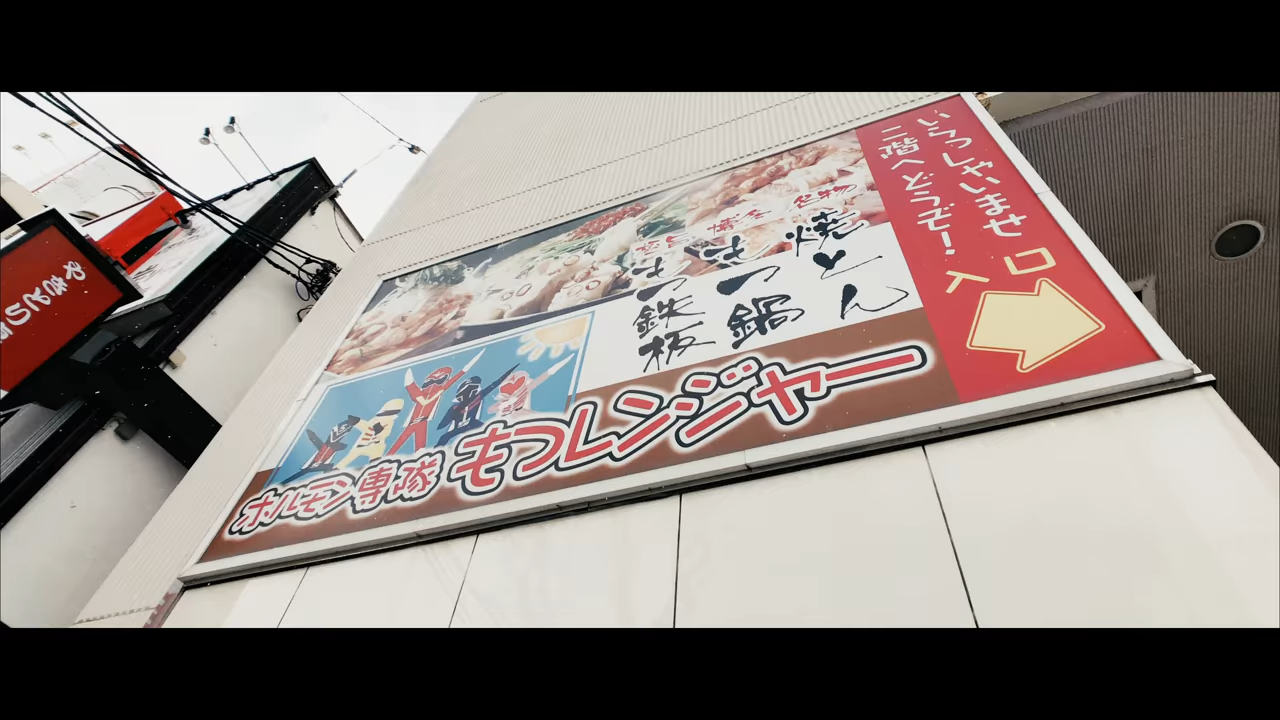 いらっしゃいませ
二階へどうぞ!
入口
博多 名物
焼とん
もつ鍋
もつ鉄板
ホルモン専隊 もつレンジャー